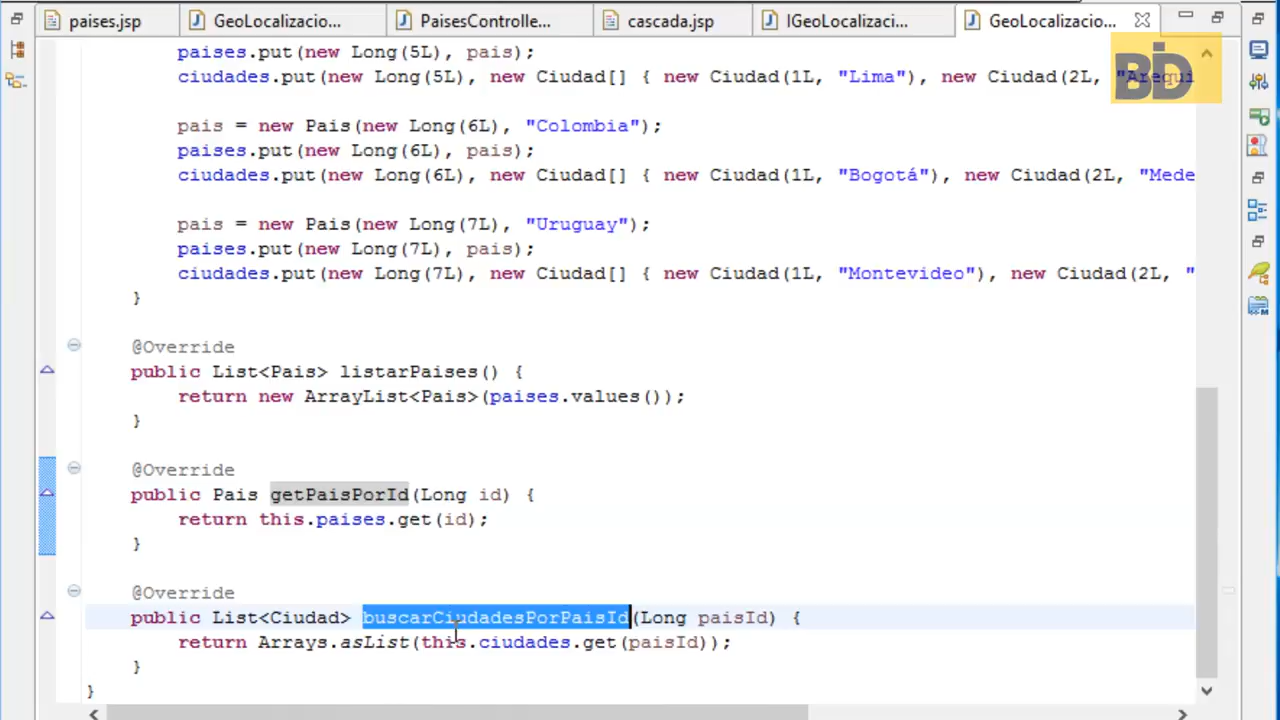 paises.jsp GeoLocalizacio... PaisesControlle... cascada.jsp IGeoLocalizaci... GeoLocalizacio...
BD
paises.put(new Long(5L), pais);
ciudades.put(new Long(5L), new Ciudad[] { new Ciudad(1L, "Lima"), new Ciudad(2L, "Arequi
pais = new Pais(new Long(6L), "Colombia");
paises.put(new Long(6L), pais);
ciudades.put(new Long(6L), new Ciudad[] { new Ciudad(1L, "Bogotá"), new Ciudad(2L, "Mede
pais = new Pais(new Long(7L), "Uruguay");
paises.put(new Long(7L), pais);
ciudades.put(new Long(7L), new Ciudad[] { new Ciudad(1L, "Montevideo"), new Ciudad(2L, "
}
@Override
public List<Pais> listarPaises() {
return new ArrayList<Pais>(paises.values());
}
@Override
public Pais getPaisPorId(Long id) {
return this.paises.get(id);
}
@Override
public List<Ciudad> buscarCiudadesPorPaisId(Long paisId) {
return Arrays.asList(this.ciudades.get(paisId));
}
}